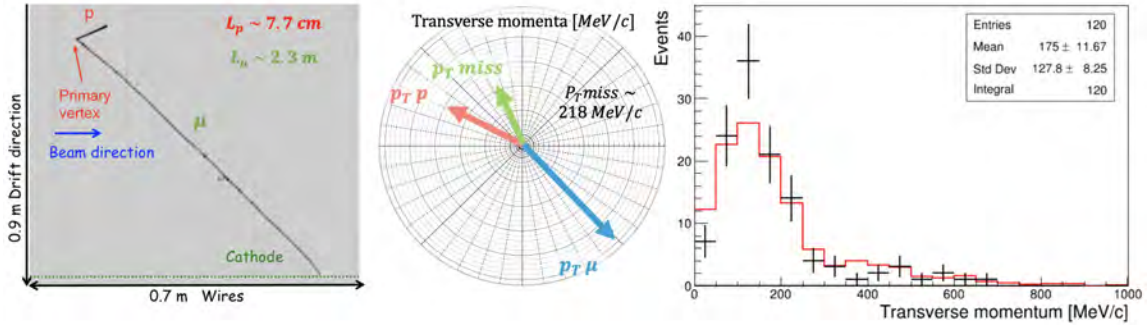 p
L_p ~ 7.7 cm
L_μ ~ 2.3 m
Primary
vertex
μ
Beam direction
0.9 m Drift direction
Cathode
0.7 m Wires
Transverse momenta [MeV/c]
p_T miss
p_T p
P_T miss ~
218 MeV/c
p_T μ
Events
40
30
20
10
0
Entries 120
Mean 175 ± 11.67
Std Dev 127.8 ± 8.25
Integral 120
0 200 400 600 800 1000
Transverse momentum [MeV/c]